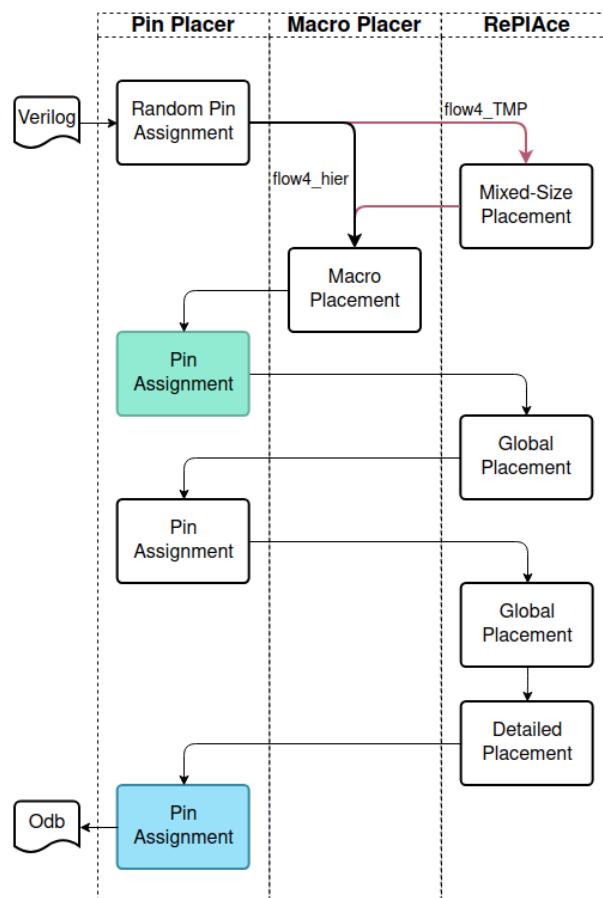 Pin Placer
Macro Placer
RePlAce
Verilog
Random Pin
Assignment
flow4_TMP
flow4_hier
Mixed-Size
Placement
Macro
Placement
Pin
Assignment
Global
Placement
Pin
Assignment
Global
Placement
Detailed
Placement
Pin
Assignment
Odb